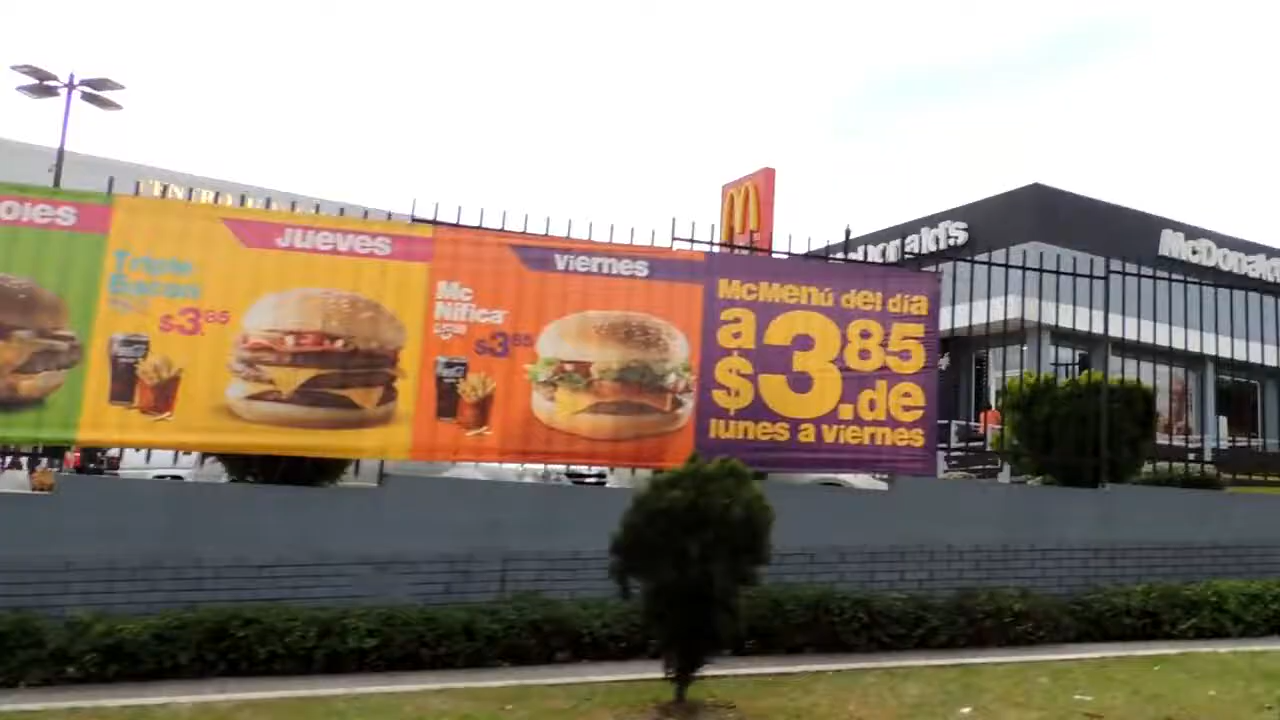 CENTRO
oles
Jueves
Triple
Bacon
$3.85
Viernes
Mc
Nífica
$3.85
McMenú del día
a
$3.85
.de
lunes a viernes
M
McDonald's
McDonald's